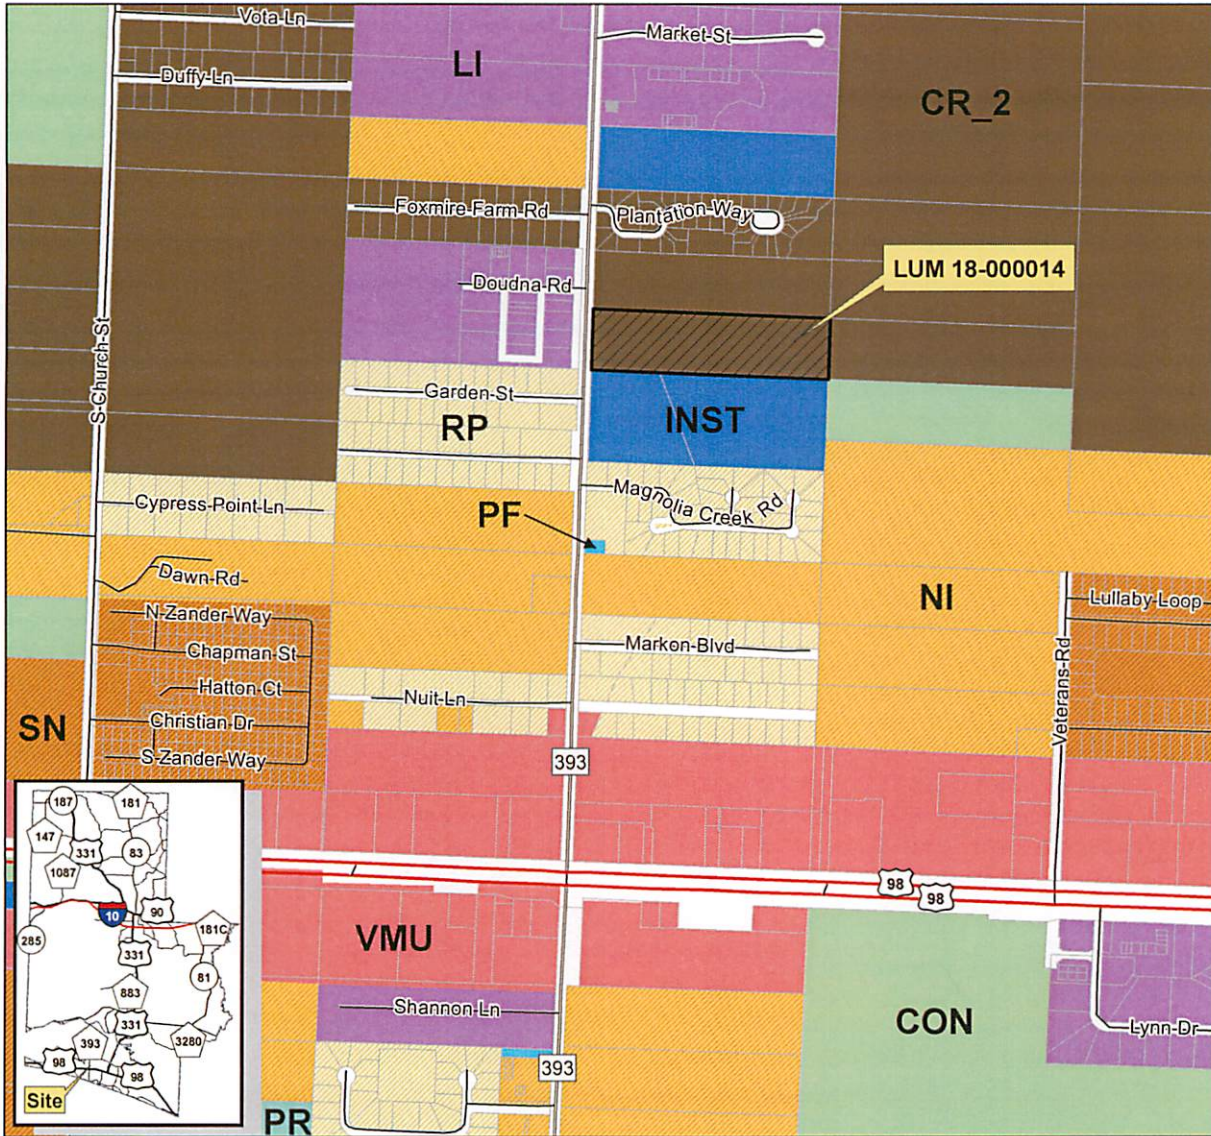 Vota Ln
Market St
LI
Duffy Ln
CR_2
Foxmire Farm Rd
Plantation Way
LUM 18-000014
Doudna Rd
S Church St
Garden St
RP
INST
Magnolia Creek Rd
Cypress Point Ln
PF
Dawn Rd
NI
Lullaby Loop
N Zander Way
Chapman St
Markon Blvd
Hatton Ct
Nuit Ln
Veterans Rd
SN
Christian Dr
S Zander Way
393
187
181
147
331
83
1087
98
98
10
90
181C
285
331
VMU
81
883
Shannon Ln
CON
331
Lynn Dr
393
3280
98
98
393
Site
PR